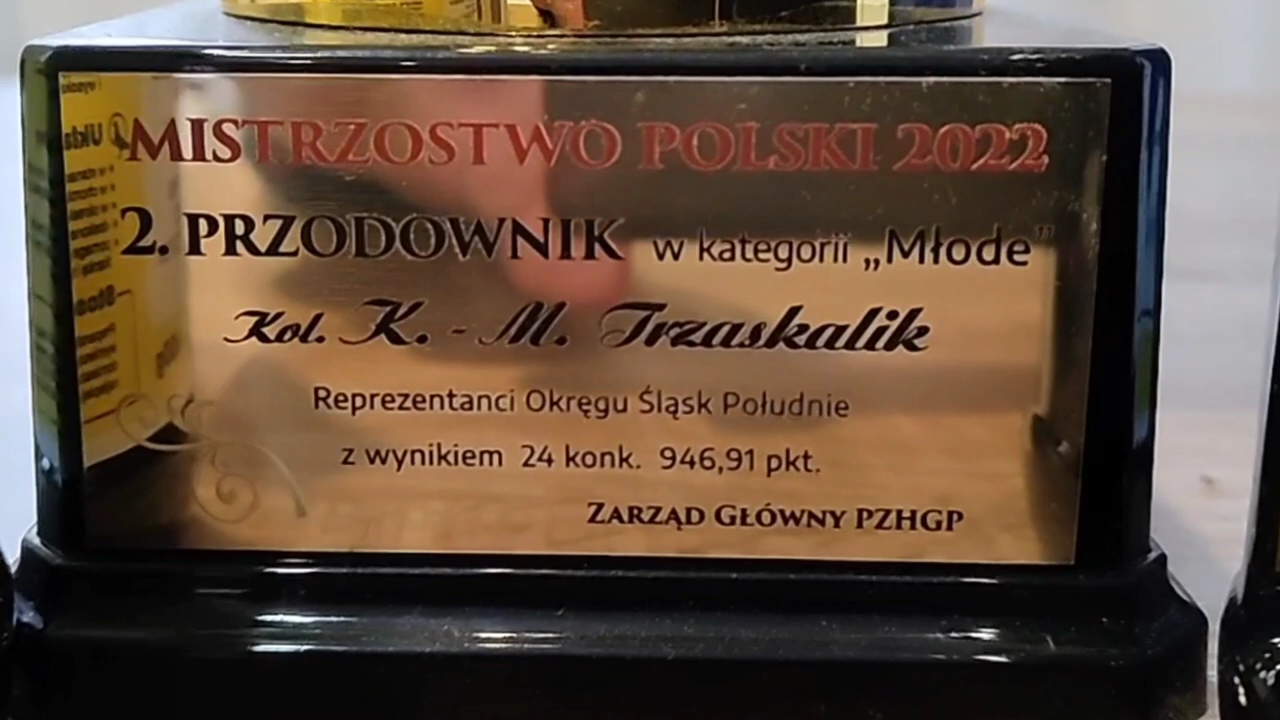 MISTRZOSTWO POLSKI 2022
2. PRZODOWNIK w kategorii „Młode”
Kol. K. - M. Trzaskalik
Reprezentanci Okręgu Śląsk Południe
z wynikiem 24 konk. 946,91 pkt.
ZARZĄD GŁÓWNY PZHGP